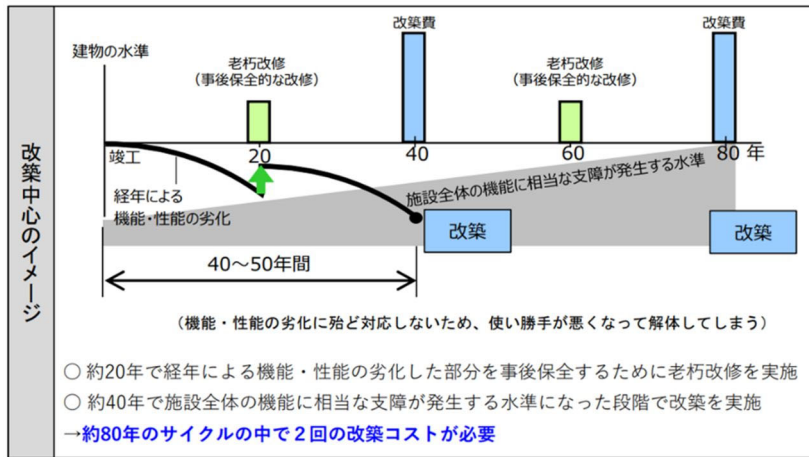 改築中心のイメージ
建物の水準
老朽改修
（事後保全的な改修）
改築費
老朽改修
（事後保全的な改修）
改築費
竣工
20
40
60
80 年
経年による
機能・性能の劣化
施設全体の機能に相当な支障が発生する水準
改築
改築
40～50年間
（機能・性能の劣化に殆ど対応しないため、使い勝手が悪くなって解体してしまう）
○ 約20年で経年による機能・性能の劣化した部分を事後保全するために老朽改修を実施
○ 約40年で施設全体の機能に相当な支障が発生する水準になった段階で改築を実施
→約80年のサイクルの中で２回の改築コストが必要